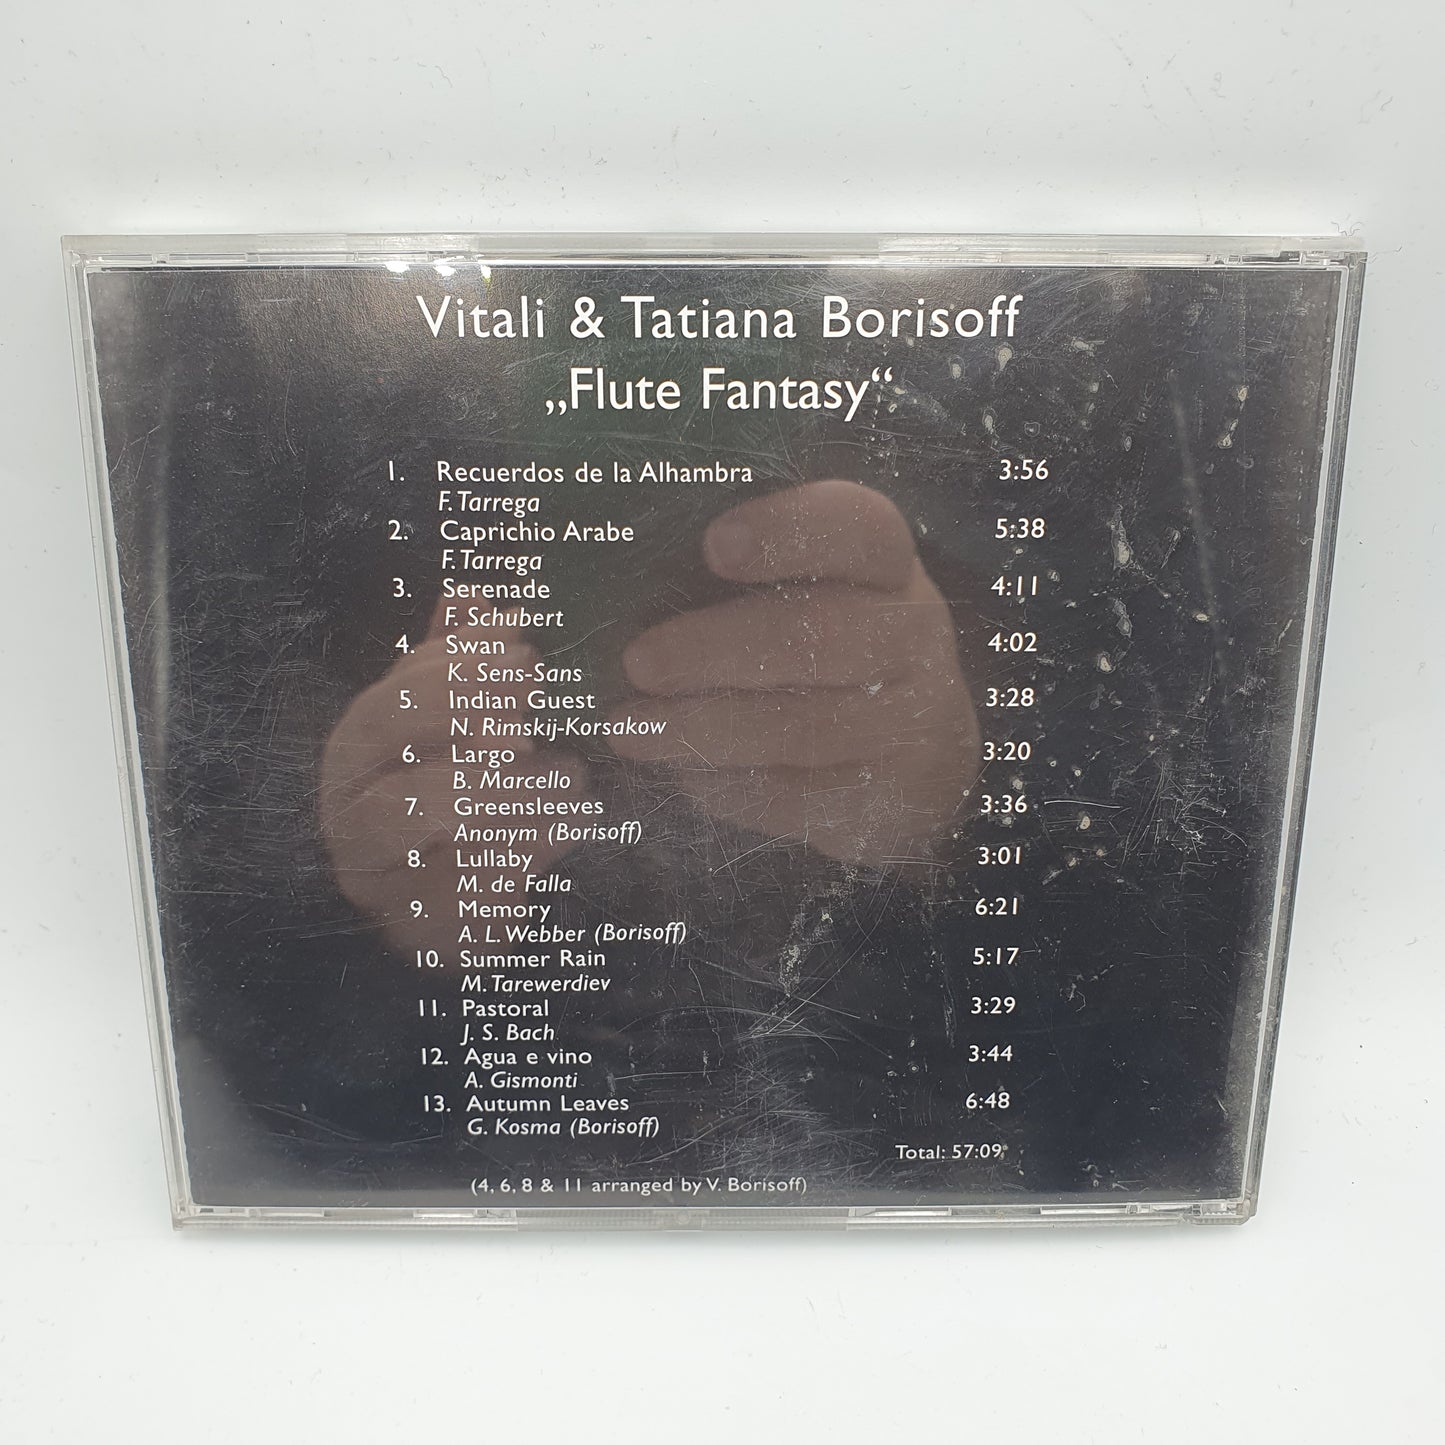 Vitali & Tatiana Borisoff
„Flute Fantasy“
1. Recuerdos de la Alhambra 3:56
F. Tarrega
2. Caprichio Arabe 5:38
F. Tarrega
3. Serenade 4:11
F. Schubert
4. Swan 4:02
K. Sens-Sans
5. Indian Guest 3:28
N. Rimskij-Korsakow
6. Largo 3:20
B. Marcello
7. Greensleeves 3:36
Anonym (Borisoff)
8. Lullaby 3:01
M. de Falla
9. Memory 6:21
A. L. Webber (Borisoff)
10. Summer Rain 5:17
M. Tarewerdiev
11. Pastoral 3:29
J. S. Bach
12. Agua e vino 3:44
A. Gismonti
13. Autumn Leaves 6:48
G. Kosma (Borisoff)
Total: 57:09
(4, 6, 8 & 11 arranged by V. Borisoff)